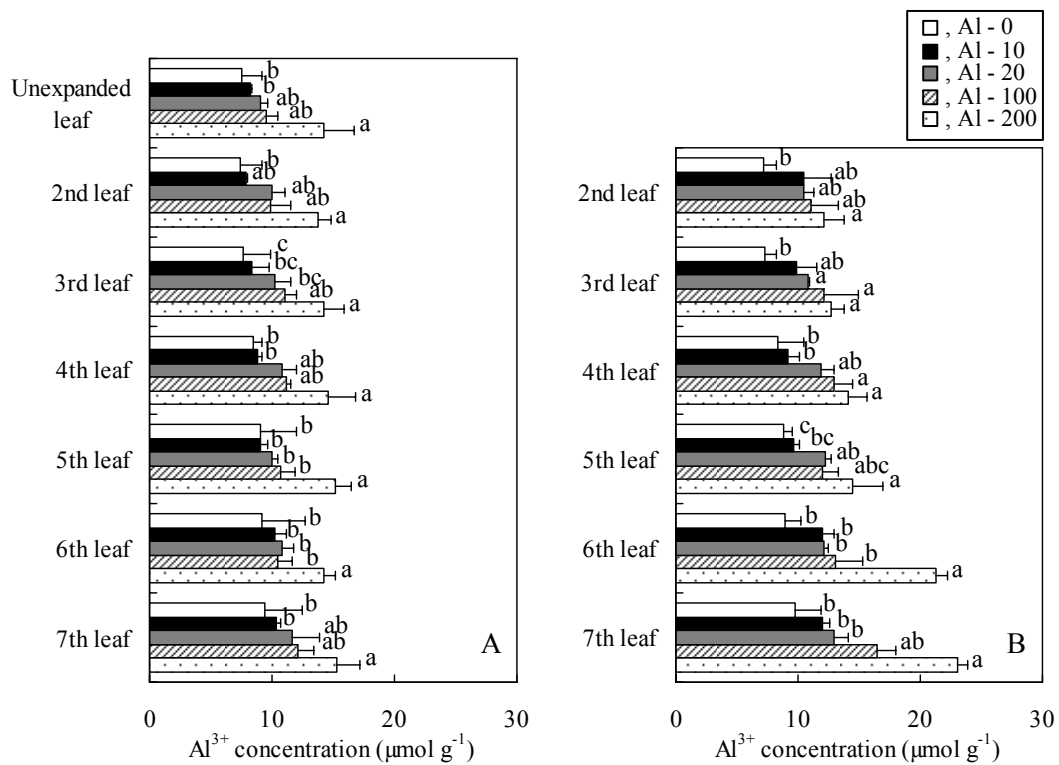 , Al - 0
, Al - 10
, Al - 20
, Al - 100
, Al - 200
Unexpanded
leaf
b
b
ab
ab
a
2nd leaf
b
ab
ab
ab
a
3rd leaf
c
bc
bc
ab
a
4th leaf
b
b
ab
ab
a
5th leaf
b
b
b
b
a
6th leaf
b
b
b
b
a
7th leaf
b
b
ab
ab
a
A
0
10
20
30
Al³⁺ concentration (μmol g⁻¹)
2nd leaf
b
ab
ab
ab
a
3rd leaf
b
ab
a
a
a
4th leaf
b
b
ab
a
a
5th leaf
c
bc
ab
abc
a
6th leaf
b
b
b
b
a
7th leaf
b
b
b
ab
a
B
0
10
20
30
Al³⁺ concentration (μmol g⁻¹)